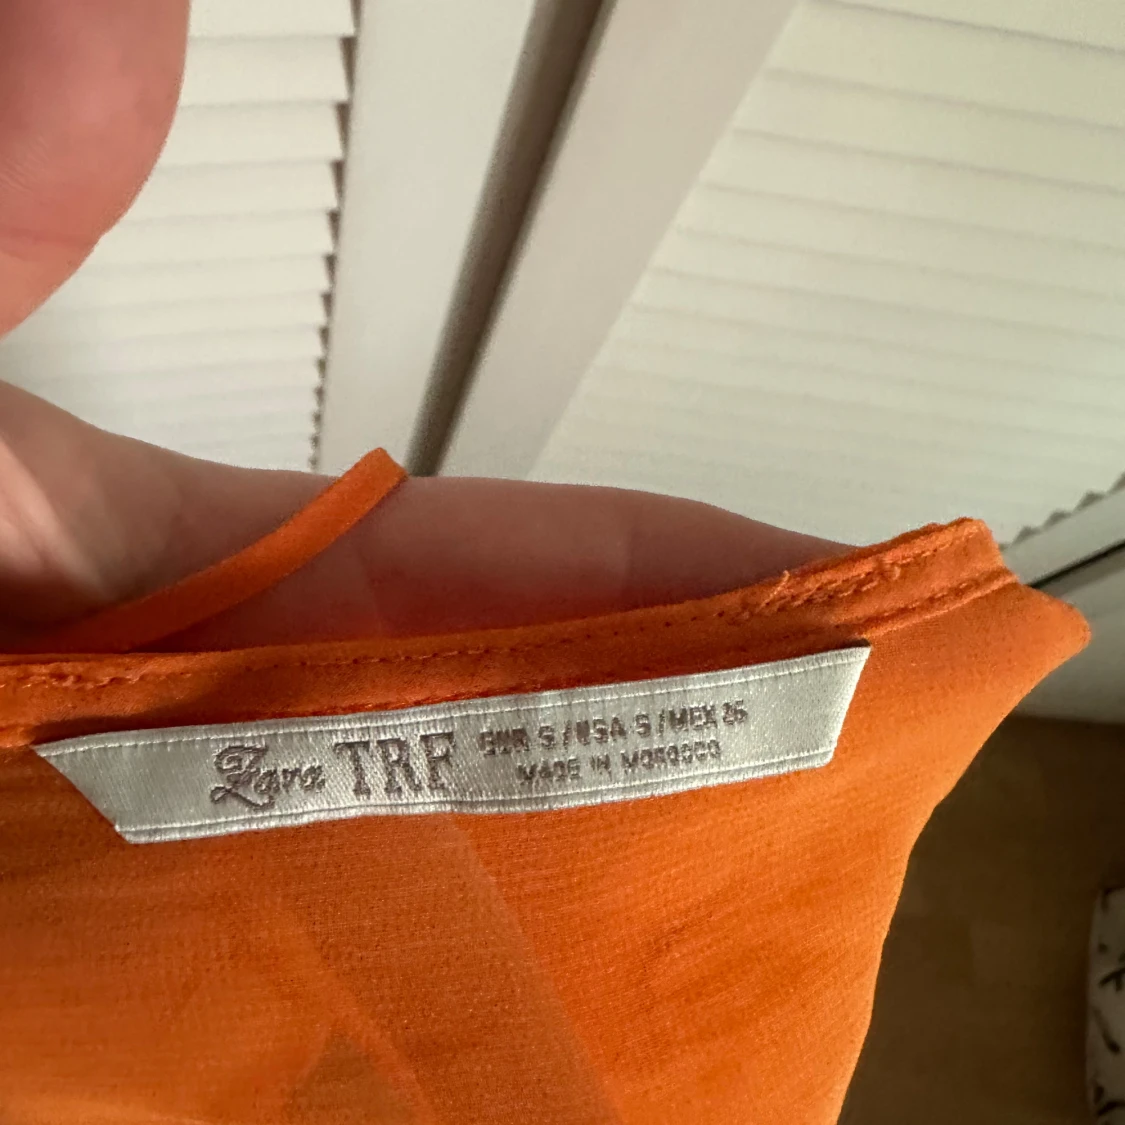 Zara TRF
EUR S / USA S / MEX 26
MADE IN MOROCCO